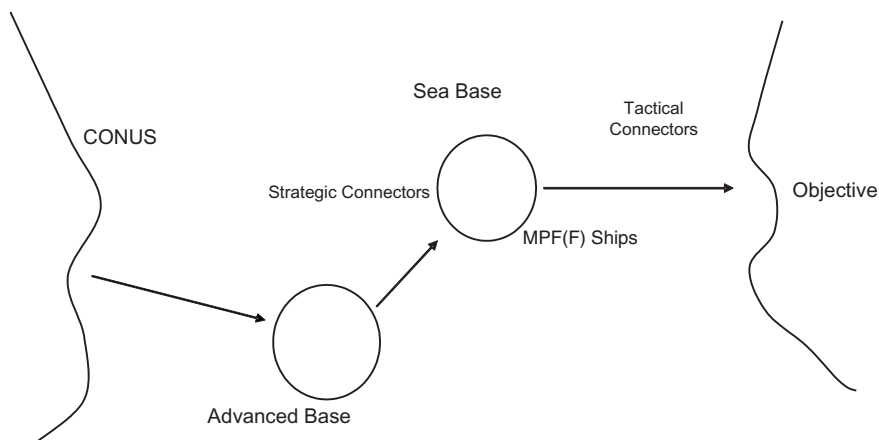 Sea Base
Tactical
Connectors
CONUS
Strategic Connectors
Objective
MPF(F) Ships
Advanced Base